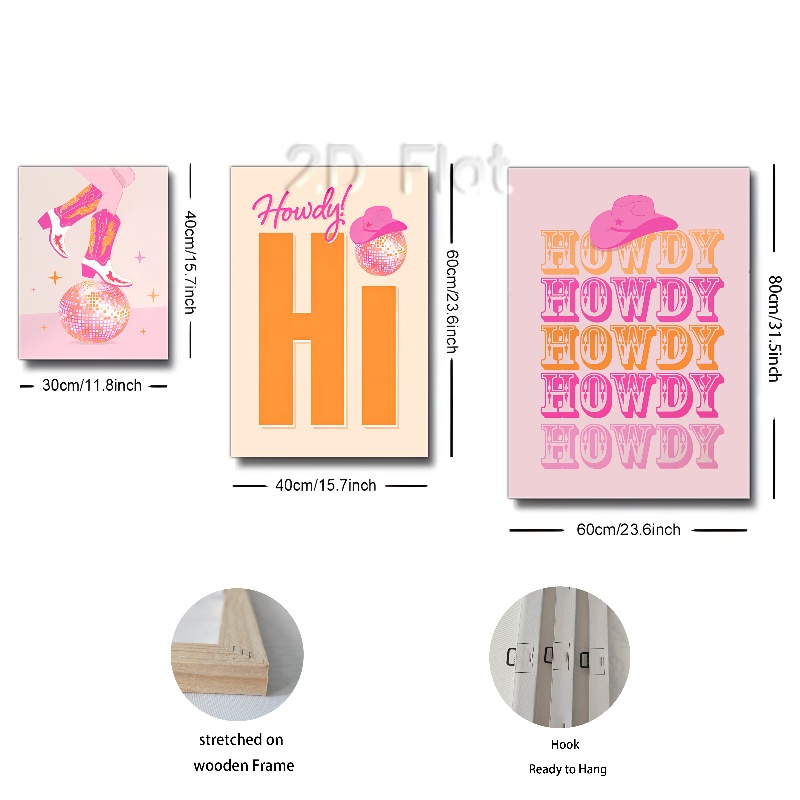 2D Flat
Howdy!
Hi
HOWDY
HOWDY
HOWDY
HOWDY
HOWDY
40cm/15.7inch
30cm/11.8inch
60cm/23.6inch
40cm/15.7inch
80cm/31.5inch
60cm/23.6inch
stretched on
wooden Frame
Hook
Ready to Hang